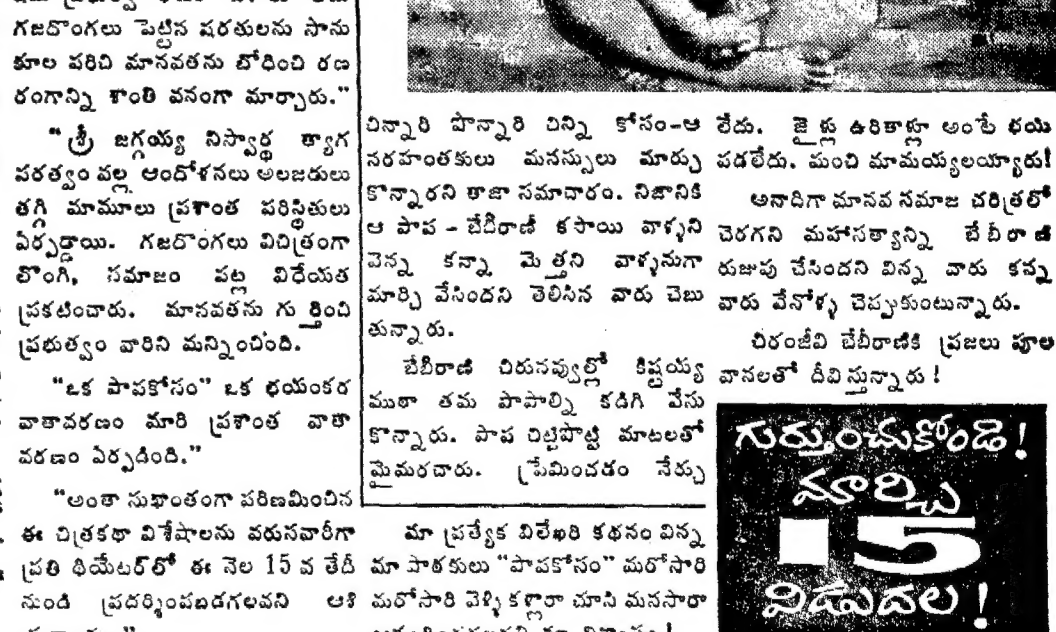 గజదొంగలు పెట్టిన షరతులను సాను
కూల పరిచి మానవతను బోధించి రణ
రంగాన్ని శాంతి వనంగా మార్చారు."
"శ్రీ జగ్గయ్య నిస్వార్థ త్యాగ
పరత్వం వల్ల ఆందోళనలు అలజడులు
తగ్గి మామూలు ప్రశాంత పరిస్థితులు
ఏర్పడ్డాయి. గజదొంగలు విచిత్రంగా
లొంగి, సమాజం పట్ల విధేయత
ప్రకటించారు. మానవతను గుర్తించి
ప్రభుత్వం వారిని మన్నించింది.
"ఒక పాపకోసం" ఒక భయంకర
వాతావరణం మారి ప్రశాంత వాతా
వరణం ఏర్పడింది."
"అంతా సుఖాంతంగా పరిణమించిన
ఈ చిత్రకథా విశేషాలను వరుసవారీగా
ప్రతి థియేటర్‌లో ఈ నెల 15 వ తేదీ
నుండి ప్రదర్శింపబడగలవని ఆశి
చిన్నారి పొన్నారి చిన్ని కోసం-ఆ
నరహంతకులు మనస్సులు మార్చు
కొన్నారని తాజా సమాచారం. నిజానికి
ఆ పాప - బేబీరాణీ కసాయి వాళ్ళని
వెన్న కన్నా మెత్తని వాళ్ళనుగా
మార్చి వేసిందని తెలిసిన వారు చెబు
తున్నారు.
బేబీరాణి చిరునవ్వుల్లో కిష్టయ్య
ముఠా తమ పాపాల్ని కడిగి వేసు
కొన్నారు. పాప చిట్టిపొట్టి మాటలతో
మైమరచారు. ప్రేమించడం నేర్చు
మా ప్రత్యేక విలేఖరి కథనం విన్న
మా పాఠకులు "పాపకోసం" మరోసారి
మరోసారి వెళ్ళి కళ్లారా చూసి మనసారా
లేదు. జైళ్లు ఉరికాళ్లూ అంటే భయ
పడలేదు. మంచి మామయ్యలయ్యారు!
అనాదిగా మానవ సమాజ చరిత్రలో
చెరగని మహాసత్యాన్ని బేబీరాణి
రుజువు చేసిందని విన్న వారు కన్న
వారు వేనోళ్ళ చెప్పుకుంటున్నారు.
చిరంజీవి బేబీరాణికి ప్రజలు పూల
వానలతో దీవిస్తున్నారు!
గుర్తుంచుకోండి!
మార్చి
15
విడుదల!